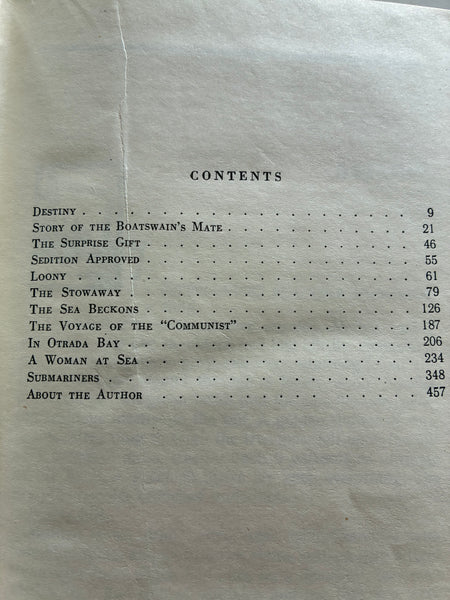 CONTENTS
DESTINY . . . . . . . . . . . . . . . . . . . . 9
STORY OF THE BOATSWAIN'S MATE . . . . . . . . . . . 21
THE SURPRISE GIFT . . . . . . . . . . . . . . . . 46
SEDITION APPROVED . . . . . . . . . . . . . . . . 55
LOONY . . . . . . . . . . . . . . . . . . . . . 61
THE STOWAWAY . . . . . . . . . . . . . . . . . . 79
THE SEA BECKONS . . . . . . . . . . . . . . . . . 126
THE VOYAGE OF THE “COMMUNIST” . . . . . . . . . . . 187
IN OTRADA BAY . . . . . . . . . . . . . . . . . . 206
A WOMAN AT SEA . . . . . . . . . . . . . . . . . 234
SUBMARINERS . . . . . . . . . . . . . . . . . . . 348
ABOUT THE AUTHOR . . . . . . . . . . . . . . . . 457